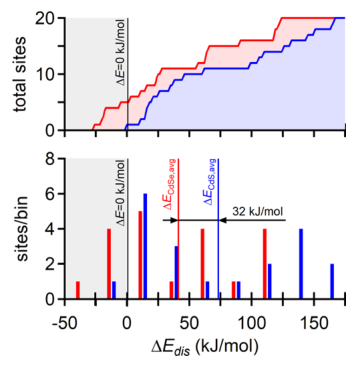 20
10
0
total sites
ΔE=0 kJ/mol
8
6
4
2
0
sites/bin
ΔE=0 kJ/mol
ΔE_CdSe,avg
ΔE_CdS,avg
32 kJ/mol
-50 0 50 100 150
ΔE_dis (kJ/mol)